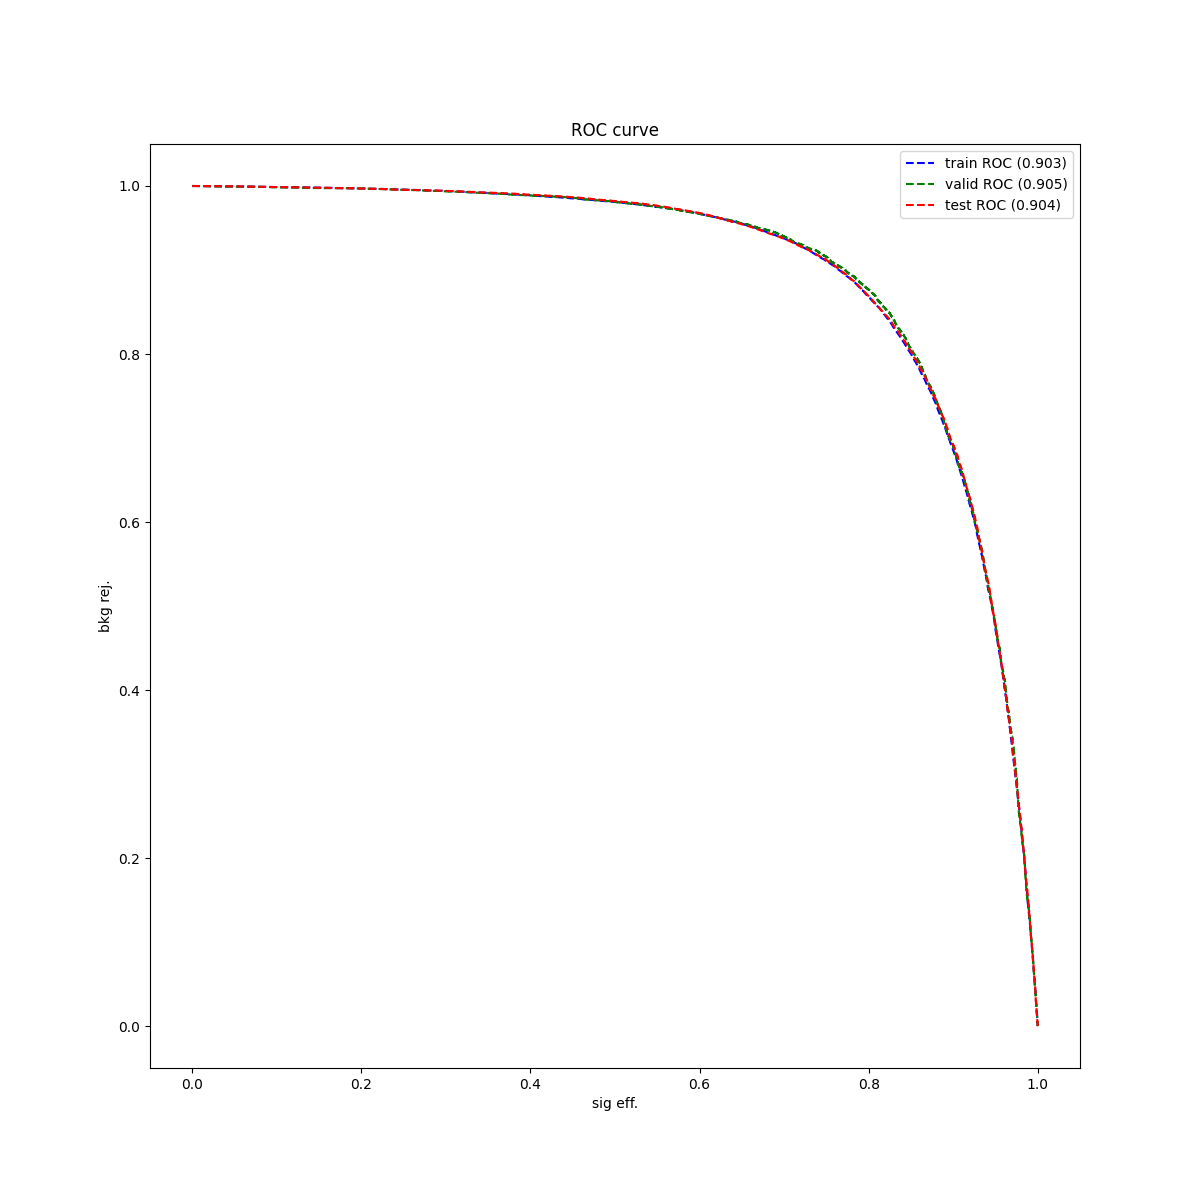 ROC curve
train ROC (0.903)
valid ROC (0.905)
test ROC (0.904)
1.0
0.8
0.6
0.4
0.2
0.0
bkg rej.
0.0 0.2 0.4 0.6 0.8 1.0
sig eff.